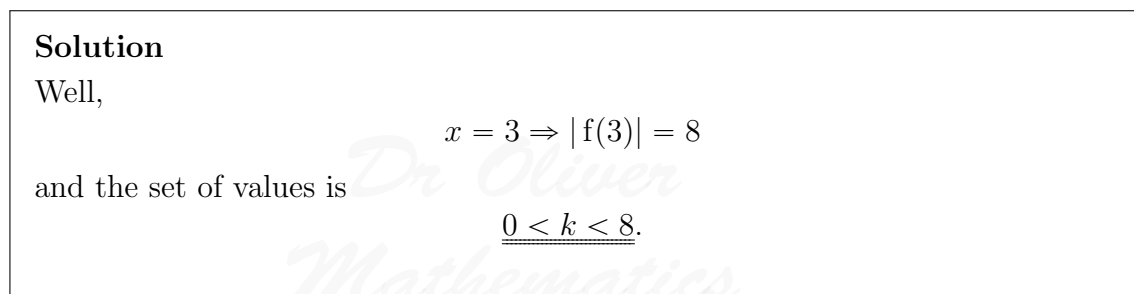 Solution
Well,
x = 3 ⇒ | f(3)| = 8
and the set of values is
0 < k < 8.
Dr Oliver
Mathematics